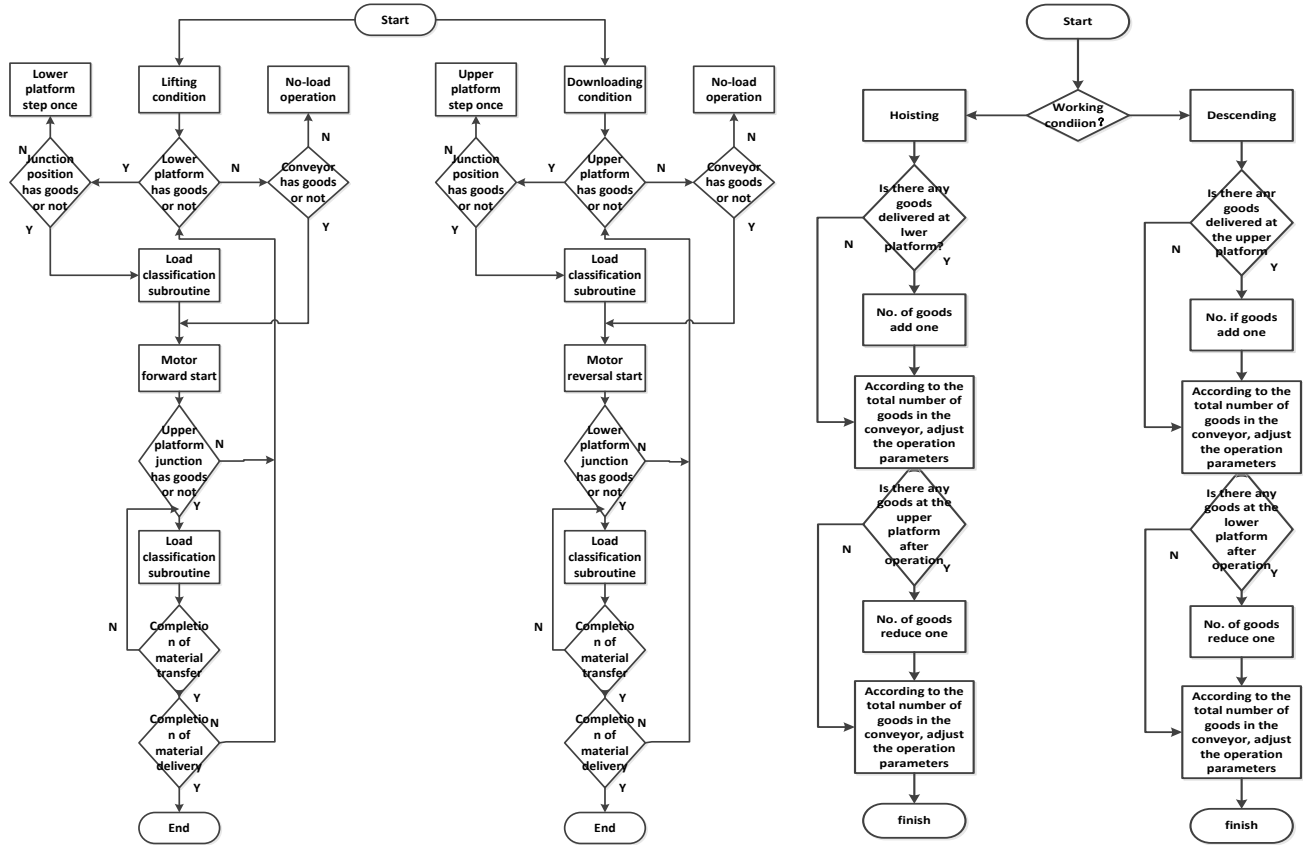 Start
Lower
platform
step once
Lifting
condition
No-load
operation
N
N
Junction
position
has goods
or not
Y
Lower
platform
has goods
or not
N
Conveyor
has goods
or not
Y
Y
Load
classification
subroutine
Motor
forward start
Upper
platform
junction
has goods
or not
N
Y
Load
classification
subroutine
N
Completio
n of
material
transfer
Y
Completio
n of
material
delivery
N
Y
End
Upper
platform
step once
Downloading
condition
No-load
operation
N
N
Junction
position
has goods
or not
Y
Upper
platform
has goods
or not
N
Conveyor
has goods
or not
Y
Y
Load
classification
subroutine
Motor
reversal start
Lower
platform
junction
has goods
or not
N
Y
Load
classification
subroutine
N
Completio
n of
material
transfer
Y
Completio
n of
material
delivery
N
Y
End
Start
Working
condiion?
Hoisting
Is there any
goods
delivered at
lwer
platform?
N
Y
No. of goods
add one
According to the
total number of
goods in the
conveyor, adjust
the operation
parameters
Is there any
goods at the
upper
platform
after
operation
N
Y
No. of goods
reduce one
According to the
total number of
goods in the
conveyor, adjust
the operation
parameters
finish
Descending
Is there anr
goods
delivered at
the upper
platform
N
Y
No. if goods
add one
According to the
total number of
goods in the
conveyor, adjust
the operation
parameters
Is there any
goods at the
lower
platform
after
operation
N
Y
No. of goods
reduce one
According to the
total number of
goods in the
conveyor, adjust
the operation
parameters
finish